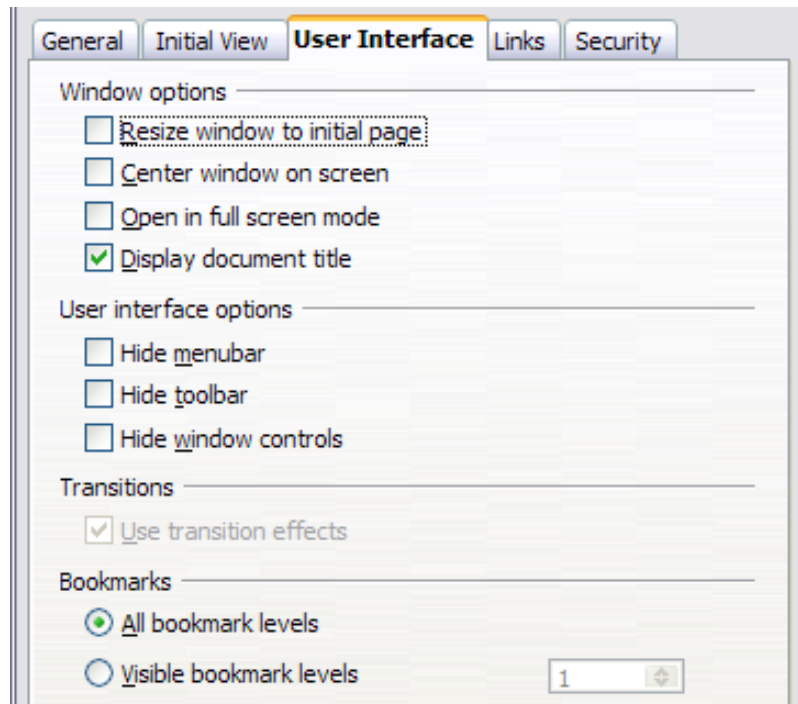 General Initial View User Interface Links Security
Window options
Resize window to initial page
Center window on screen
Open in full screen mode
Display document title
User interface options
Hide menubar
Hide toolbar
Hide window controls
Transitions
Use transition effects
Bookmarks
All bookmark levels
Visible bookmark levels 1